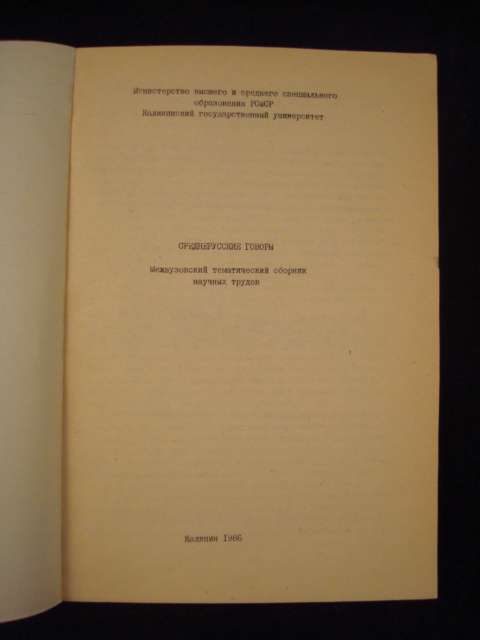 Министерство высшего и среднего специального
образования РСФСР
Калининский государственный университет
СРЕДНЕРУССКИЕ ГОВОРЫ
Межвузовский тематический сборник
научных трудов
Калинин 1986